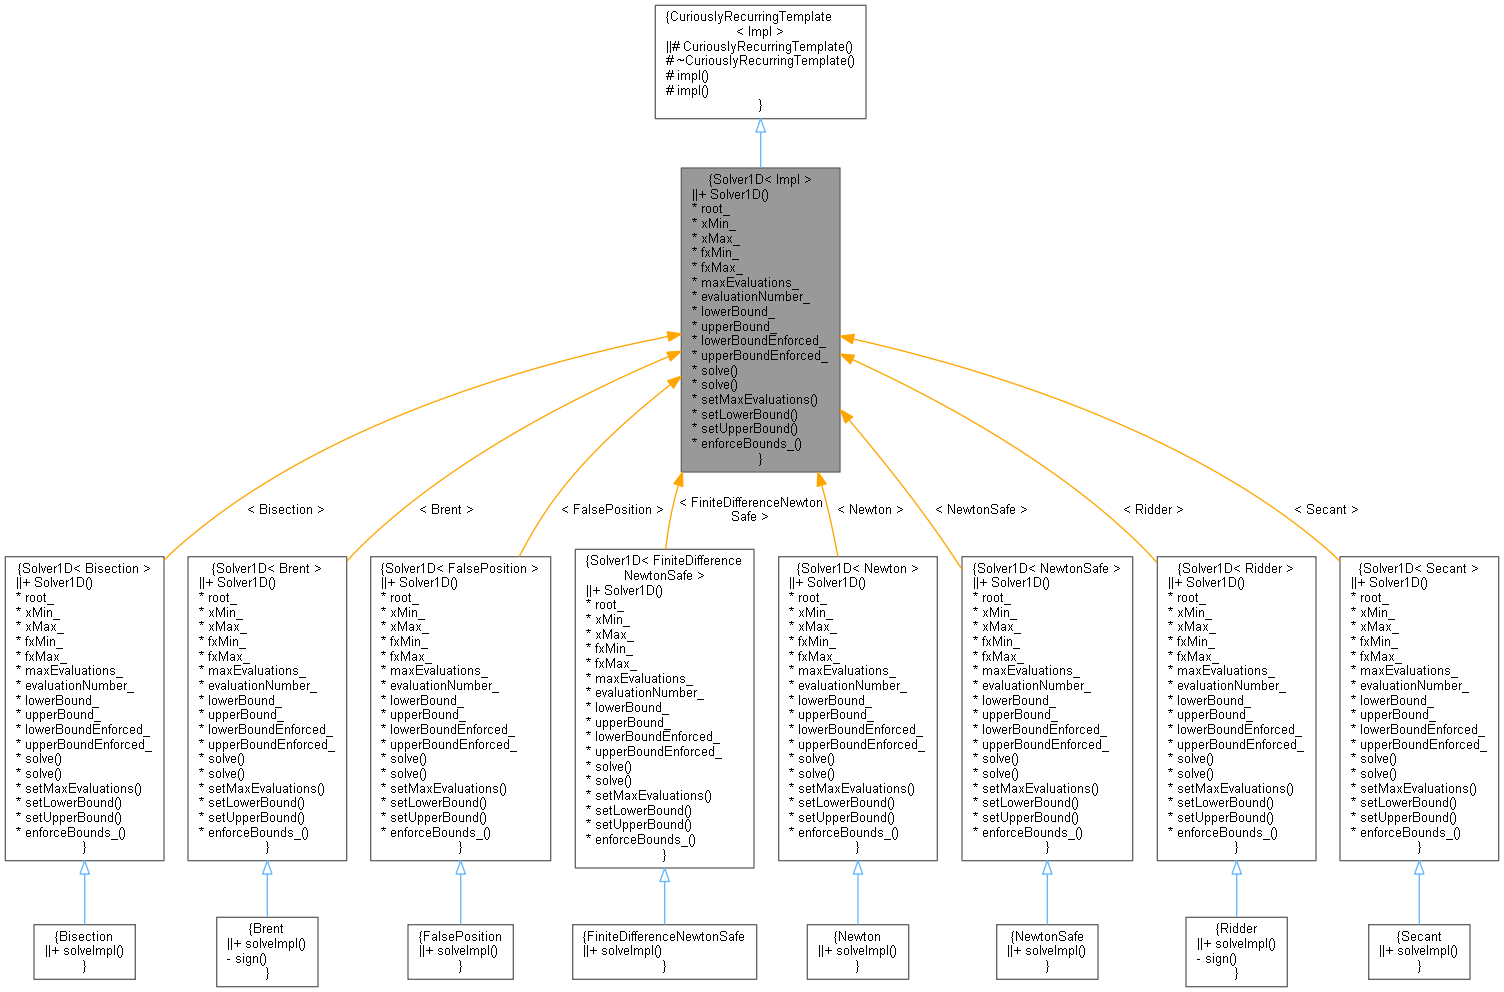 {CuriouslyRecurringTemplate
< Impl >
||# CuriouslyRecurringTemplate()
# ~CuriouslyRecurringTemplate()
# impl()
# impl()
}
{Solver1D< Impl >
||+ Solver1D()
* root_
* xMin_
* xMax_
* fxMin_
* fxMax_
* maxEvaluations_
* evaluationNumber_
* lowerBound_
* upperBound_
* lowerBoundEnforced_
* upperBoundEnforced_
* solve()
* solve()
* setMaxEvaluations()
* setLowerBound()
* setUpperBound()
* enforceBounds_()
}
< Bisection >
< Brent >
< FalsePosition >
< FiniteDifferenceNewton
Safe >
< Newton >
< NewtonSafe >
< Ridder >
< Secant >
{Solver1D< Bisection >
||+ Solver1D()
* root_
* xMin_
* xMax_
* fxMin_
* fxMax_
* maxEvaluations_
* evaluationNumber_
* lowerBound_
* upperBound_
* lowerBoundEnforced_
* upperBoundEnforced_
* solve()
* solve()
* setMaxEvaluations()
* setLowerBound()
* setUpperBound()
* enforceBounds_()
}
{Solver1D< Brent >
||+ Solver1D()
* root_
* xMin_
* xMax_
* fxMin_
* fxMax_
* maxEvaluations_
* evaluationNumber_
* lowerBound_
* upperBound_
* lowerBoundEnforced_
* upperBoundEnforced_
* solve()
* solve()
* setMaxEvaluations()
* setLowerBound()
* setUpperBound()
* enforceBounds_()
}
{Solver1D< FalsePosition >
||+ Solver1D()
* root_
* xMin_
* xMax_
* fxMin_
* fxMax_
* maxEvaluations_
* evaluationNumber_
* lowerBound_
* upperBound_
* lowerBoundEnforced_
* upperBoundEnforced_
* solve()
* solve()
* setMaxEvaluations()
* setLowerBound()
* setUpperBound()
* enforceBounds_()
}
{Solver1D< FiniteDifference
NewtonSafe >
||+ Solver1D()
* root_
* xMin_
* xMax_
* fxMin_
* fxMax_
* maxEvaluations_
* evaluationNumber_
* lowerBound_
* upperBound_
* lowerBoundEnforced_
* upperBoundEnforced_
* solve()
* solve()
* setMaxEvaluations()
* setLowerBound()
* setUpperBound()
* enforceBounds_()
}
{Solver1D< Newton >
||+ Solver1D()
* root_
* xMin_
* xMax_
* fxMin_
* fxMax_
* maxEvaluations_
* evaluationNumber_
* lowerBound_
* upperBound_
* lowerBoundEnforced_
* upperBoundEnforced_
* solve()
* solve()
* setMaxEvaluations()
* setLowerBound()
* setUpperBound()
* enforceBounds_()
}
{Solver1D< NewtonSafe >
||+ Solver1D()
* root_
* xMin_
* xMax_
* fxMin_
* fxMax_
* maxEvaluations_
* evaluationNumber_
* lowerBound_
* upperBound_
* lowerBoundEnforced_
* upperBoundEnforced_
* solve()
* solve()
* setMaxEvaluations()
* setLowerBound()
* setUpperBound()
* enforceBounds_()
}
{Solver1D< Ridder >
||+ Solver1D()
* root_
* xMin_
* xMax_
* fxMin_
* fxMax_
* maxEvaluations_
* evaluationNumber_
* lowerBound_
* upperBound_
* lowerBoundEnforced_
* upperBoundEnforced_
* solve()
* solve()
* setMaxEvaluations()
* setLowerBound()
* setUpperBound()
* enforceBounds_()
}
{Solver1D< Secant >
||+ Solver1D()
* root_
* xMin_
* xMax_
* fxMin_
* fxMax_
* maxEvaluations_
* evaluationNumber_
* lowerBound_
* upperBound_
* lowerBoundEnforced_
* upperBoundEnforced_
* solve()
* solve()
* setMaxEvaluations()
* setLowerBound()
* setUpperBound()
* enforceBounds_()
}
{Bisection
||+ solveImpl()
}
{Brent
||+ solveImpl()
- sign()
}
{FalsePosition
||+ solveImpl()
}
{FiniteDifferenceNewtonSafe
||+ solveImpl()
}
{Newton
||+ solveImpl()
}
{NewtonSafe
||+ solveImpl()
}
{Ridder
||+ solveImpl()
- sign()
}
{Secant
||+ solveImpl()
}